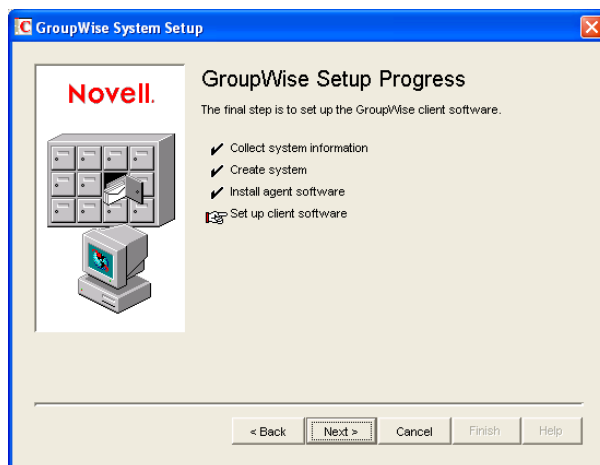 GroupWise System Setup
Novell.
GroupWise Setup Progress
The final step is to set up the GroupWise client software.
Collect system information
Create system
Install agent software
Set up client software
< Back
Next >
Cancel
Finish
Help